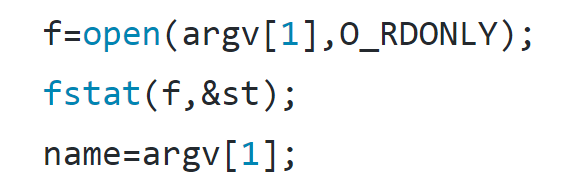 f=open(argv[1],O_RDONLY);
fstat(f,&st);
name=argv[1];